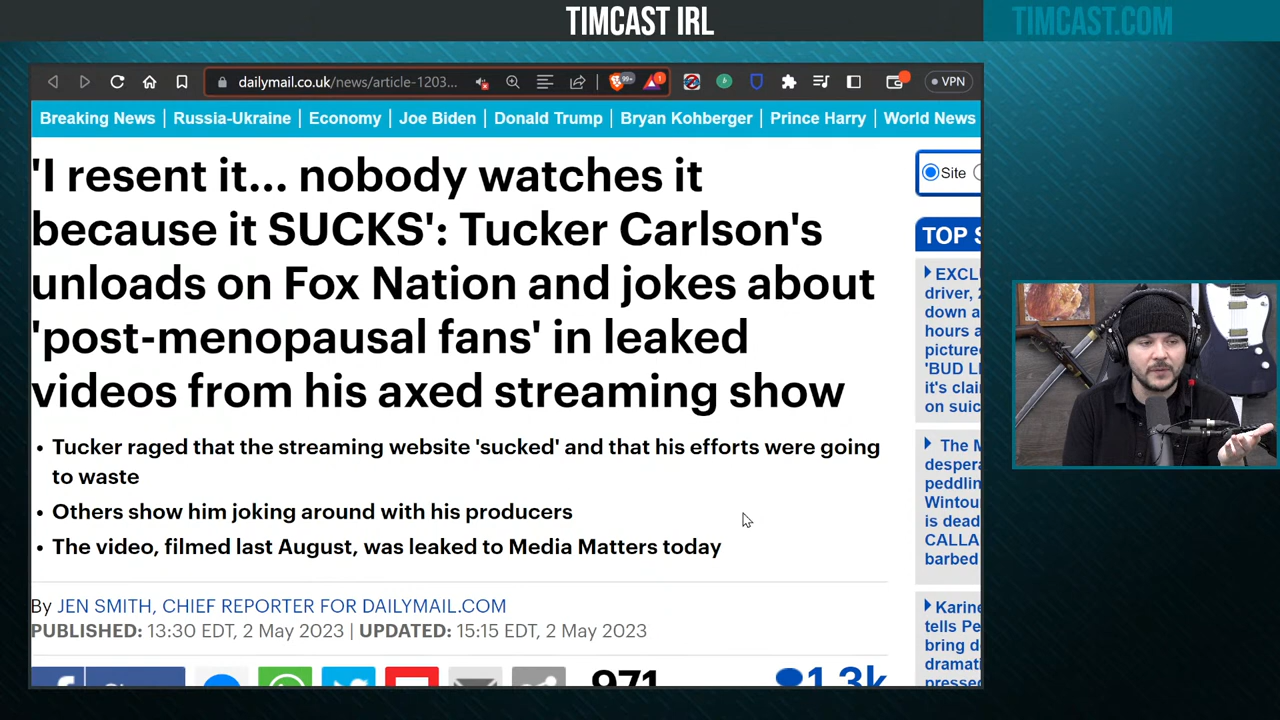 TIMCAST IRL
TIMCAST.COM
dailymail.co.uk/news/article-1203...
99+
1
VPN
Breaking News | Russia-Ukraine | Economy | Joe Biden | Donald Trump | Bryan Kohberger | Prince Harry | World News
'I resent it... nobody watches it
because it SUCKS': Tucker Carlson's
unloads on Fox Nation and jokes about
'post-menopausal fans' in leaked
videos from his axed streaming show
• Tucker raged that the streaming website 'sucked' and that his efforts were going
to waste
• Others show him joking around with his producers
• The video, filmed last August, was leaked to Media Matters today
By JEN SMITH, CHIEF REPORTER FOR DAILYMAIL.COM
PUBLISHED: 13:30 EDT, 2 May 2023 | UPDATED: 15:15 EDT, 2 May 2023
971
1.3k
Site
TOP S
EXCL
driver, 2
down a
hours a
picture
'BUD LI
it's clai
on suic
The M
despera
peddlin
Wintou
is dead
CALLA
barbed
Karine
tells Pe
bring d
dramati
pressed